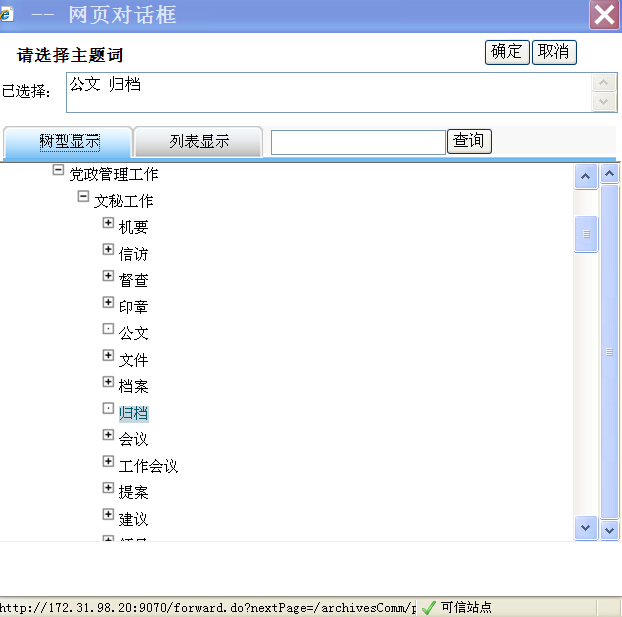 -- 网页对话框
请选择主题词
确定 取消
已选择： 公文 归档
树型显示 列表显示 查询
党政管理工作
文秘工作
机要
信访
督查
印章
公文
文件
档案
归档
会议
工作会议
提案
建议
http://172.31.98.20:9070/forward.do?nextPage=/archivesComm/p 可信站点